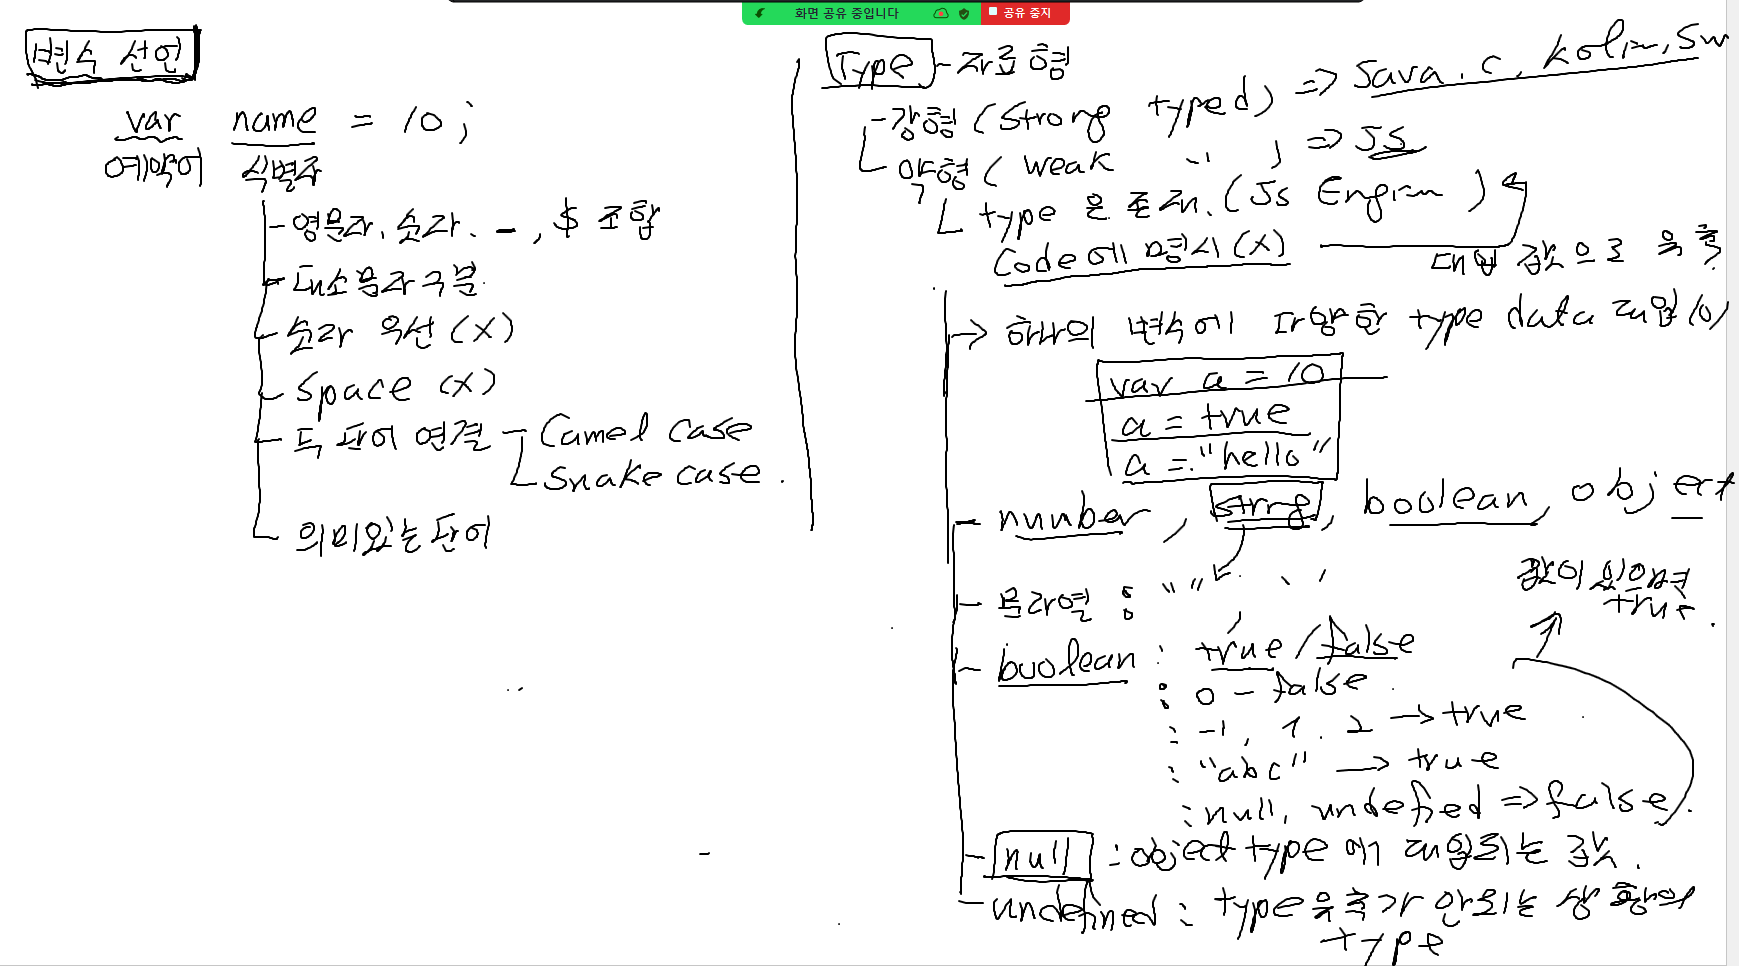 화면 공유 중입니다 공유 중지
변수 선언
var name = 10 ;
예약어 식별자
- 영문자, 숫자, _ , $ 조합
- 대소문자 구분
- 숫자 우선 (X)
- Space (X)
- 두 단어 연결 - Camel case
Snake case.
- 의미있는 단어
Type - 자료형
- 강형 (Strong typed) => Java, C, Kotlin, Sw
- 약형 ( weak " ) => JS
type 은 존재. (Js Engine)
Code에 명시 (X)
대입 값으로 유추
-> 하나의 변수에 다양한 type data 대입 (0)
var a = 10
a = true
a = "hello"
- number, string, boolean, object
- 문자열 : " " , ' '
값이 있으면
true.
- boolean : true / false
: 0 - false
: -1, 1, 2 -> true
: "abc" -> true
: null, undefied => false.
- null : object type에 대입되는 값.
- undefined : type 유추가 안되는 상황의
type